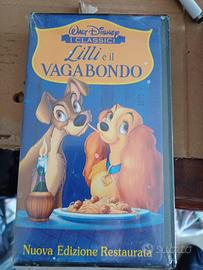 WALT DISNEY
I CLASSICI
Lilli e il
VAGABONDO
Nuova Edizione Restaurata
subito